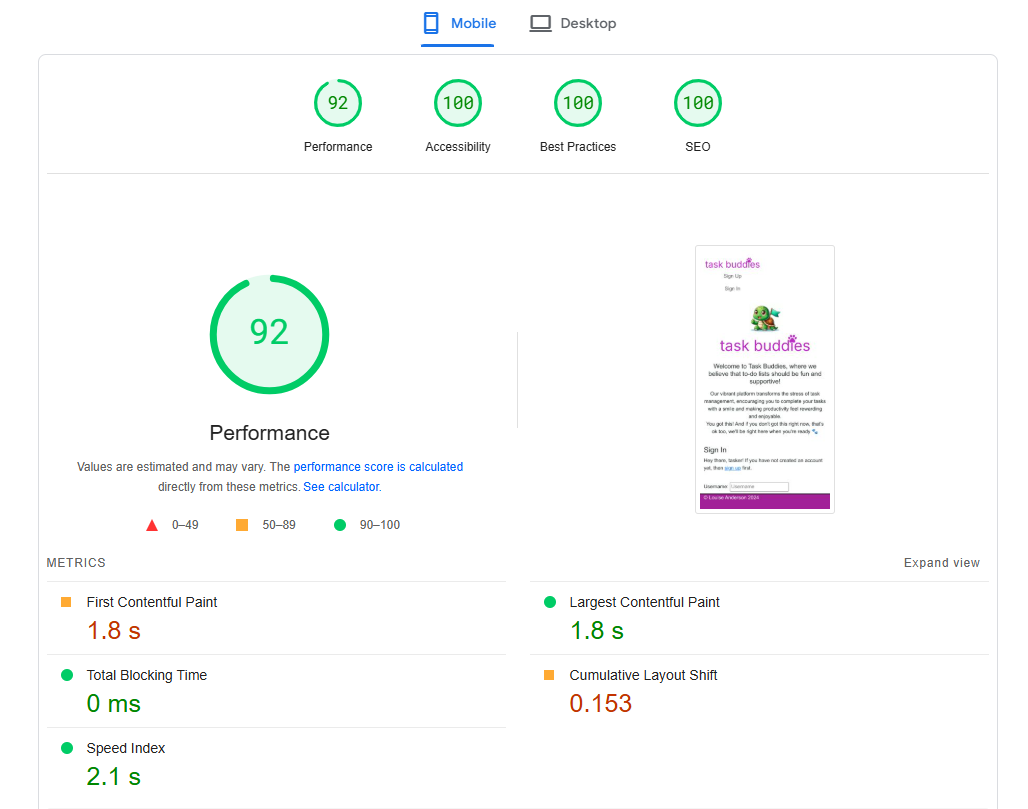 Mobile
Desktop
92
100
100
100
Performance
Accessibility
Best Practices
SEO
92
Performance
Values are estimated and may vary. The performance score is calculated
directly from these metrics. See calculator.
0–49
50–89
90–100
task buddies
Sign Up
Sign In
task buddies
Welcome to Task Buddies, where we
believe that to-do lists should be fun and
supportive!
Our vibrant platform transforms the stress of task
management, encouraging you to complete your tasks
with a smile and making productivity feel rewarding
and enjoyable.
You got this! And if you don't got this right now, that's
ok too, we'll be right here when you're ready 🐾
Sign In
Hey there, tasker! If you have not created an account
yet, then sign up first.
Username: Username
© Louise Anderson 2024
METRICS
Expand view
First Contentful Paint
1.8 s
Largest Contentful Paint
1.8 s
Total Blocking Time
0 ms
Cumulative Layout Shift
0.153
Speed Index
2.1 s